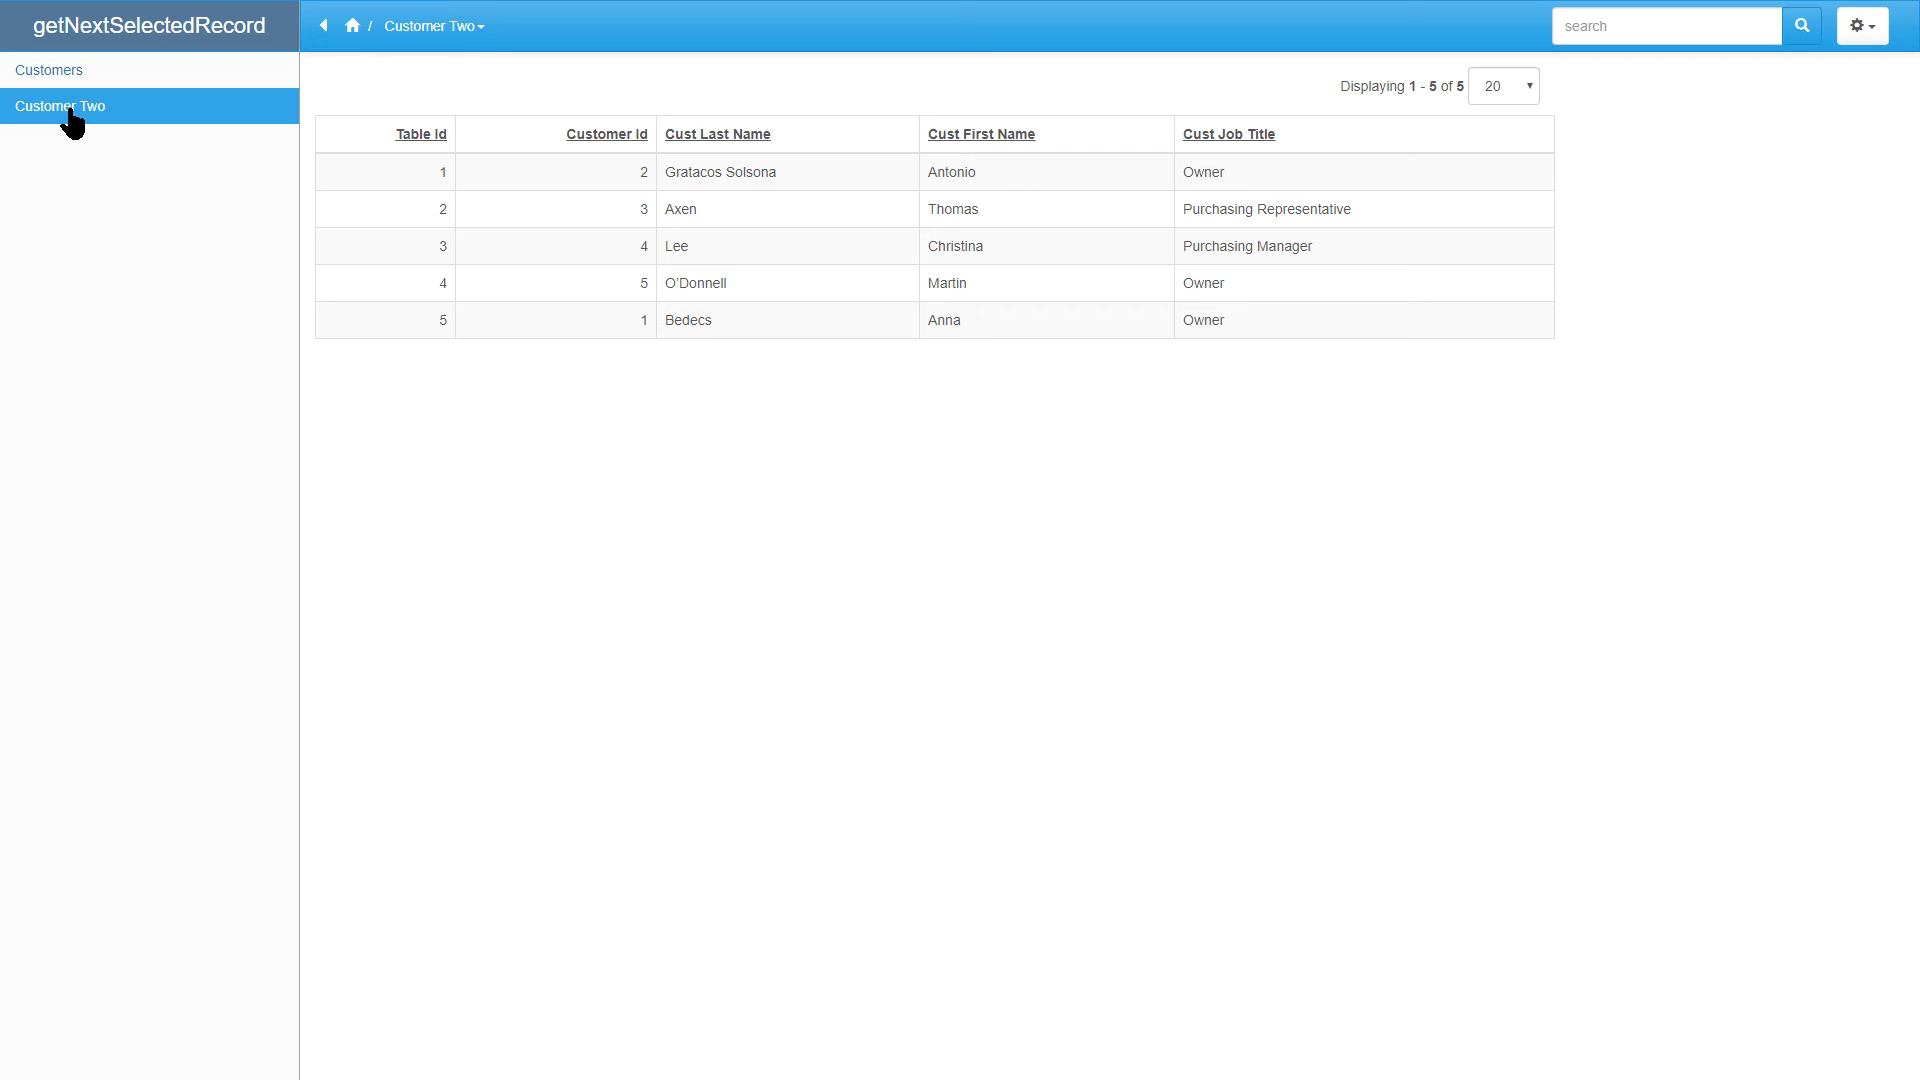 getNextSelectedRecord
/ Customer Two
search
Customers
Customer Two
Displaying 1 - 5 of 5 20
Table Id Customer Id Cust Last Name Cust First Name Cust Job Title
1 2 Gratacos Solsona Antonio Owner
2 3 Axen Thomas Purchasing Representative
3 4 Lee Christina Purchasing Manager
4 5 O'Donnell Martin Owner
5 1 Bedecs Anna Owner